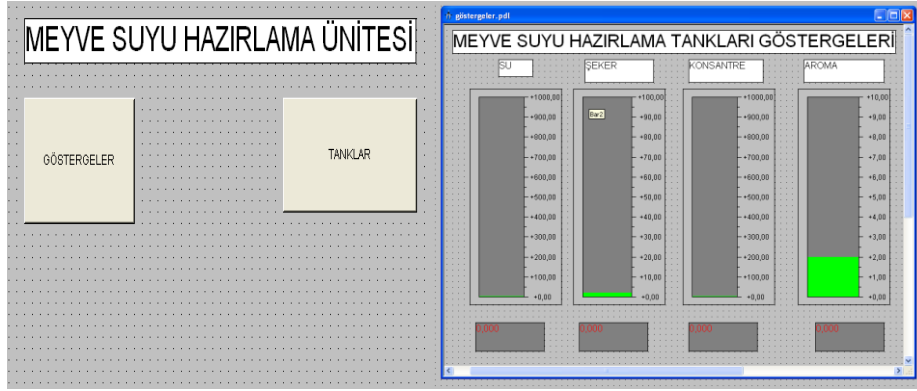 MEYVE SUYU HAZIRLAMA ÜNİTESİ
GÖSTERGELER
TANKLAR
göstergeler.pdl
MEYVE SUYU HAZIRLAMA TANKLARI GÖSTERGELERİ
SU ŞEKER KONSANTRE AROMA
+1000,00 +100,00 +1000,00 +10,00
+900,00 Bar2 +90,00 +900,00 +9,00
+800,00 +80,00 +800,00 +8,00
+700,00 +70,00 +700,00 +7,00
+600,00 +60,00 +600,00 +6,00
+500,00 +50,00 +500,00 +5,00
+400,00 +40,00 +400,00 +4,00
+300,00 +30,00 +300,00 +3,00
+200,00 +20,00 +200,00 +2,00
+100,00 +10,00 +100,00 +1,00
+0,00 +0,00 +0,00 +0,00
0,000 0,000 0,000 0,000